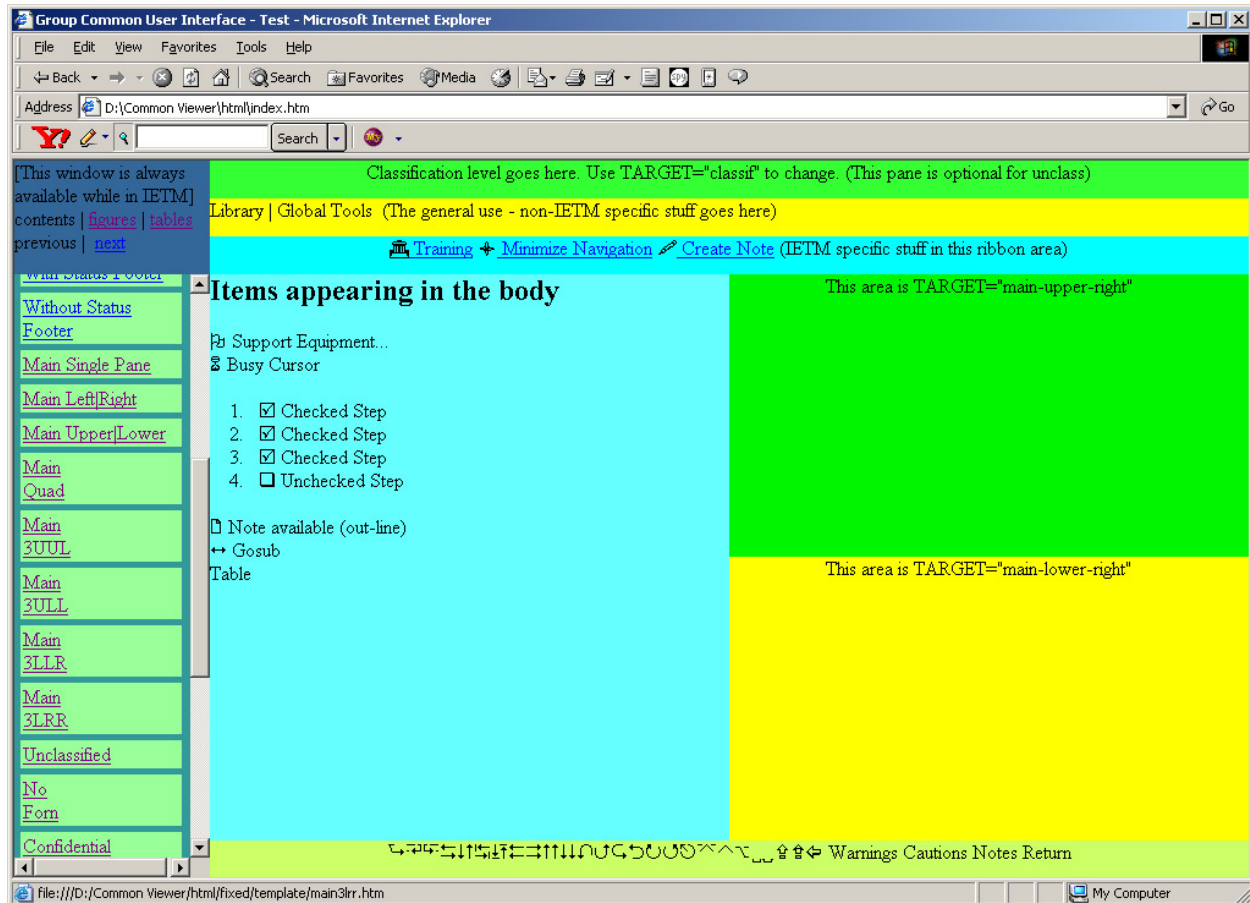 Group Common User Interface - Test - Microsoft Internet Explorer
File Edit View Favorites Tools Help
Back Search Favorites Media
Address D:\Common Viewer\html\index.htm Go
Y! Search
[This window is always
available while in IETM]
contents | figures | tables
previous | next
Classification level goes here. Use TARGET="classif" to change. (This pane is optional for unclass)
Library | Global Tools (The general use - non-IETM specific stuff goes here)
Training Minimize Navigation Create Note (IETM specific stuff in this ribbon area)
With Status Footer
Without Status
Footer
Main Single Pane
Main Left|Right
Main Upper|Lower
Main
Quad
Main
3UUL
Main
3ULL
Main
3LLR
Main
3LRR
Unclassified
No
Forn
Confidential
Items appearing in the body
Support Equipment...
Busy Cursor
1. ☑ Checked Step
2. ☑ Checked Step
3. ☑ Checked Step
4. ❏ Unchecked Step
Note available (out-line)
↔ Gosub
Table
This area is TARGET="main-upper-right"
This area is TARGET="main-lower-right"
Warnings Cautions Notes Return
file:///D:/Common Viewer/html/fixed/template/main3lrr.htm
My Computer